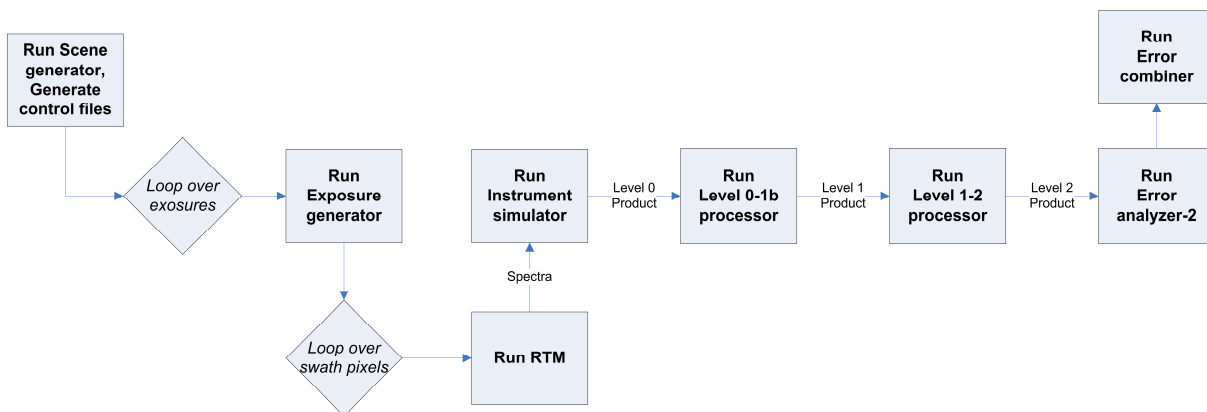 Run Scene
generator,
Generate
control files
Loop over
exosures
Run
Exposure
generator
Loop over
swath pixels
Run RTM
Spectra
Run
Instrument
simulator
Level 0
Product
Run
Level 0-1b
processor
Level 1
Product
Run
Level 1-2
processor
Level 2
Product
Run
Error
analyzer-2
Run
Error
combiner